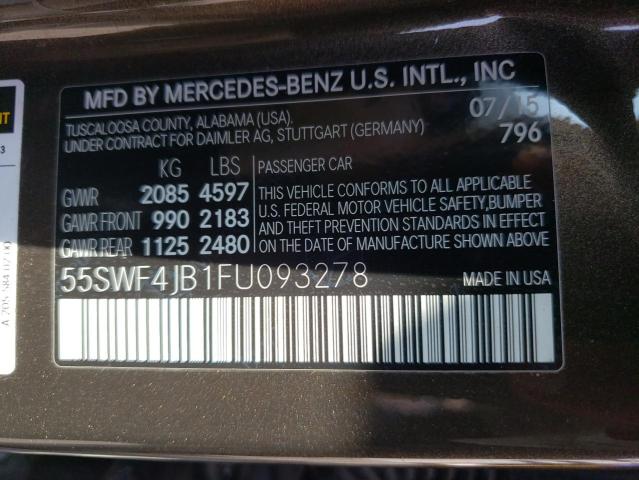 MFD BY MERCEDES-BENZ U.S. INTL., INC
TUSCALOOSA COUNTY, ALABAMA (USA). 07/15
UNDER CONTRACT FOR DAIMLER AG, STUTTGART (GERMANY) 796
KG LBS PASSENGER CAR
GVWR 2085 4597 THIS VEHICLE CONFORMS TO ALL APPLICABLE
GAWR FRONT 990 2183 U.S. FEDERAL MOTOR VEHICLE SAFETY,BUMPER
AND THEFT PREVENTION STANDARDS IN EFFECT
GAWR REAR 1125 2480 ON THE DATE OF MANUFACTURE SHOWN ABOVE.
55SWF4JB1FU093278 MADE IN USA